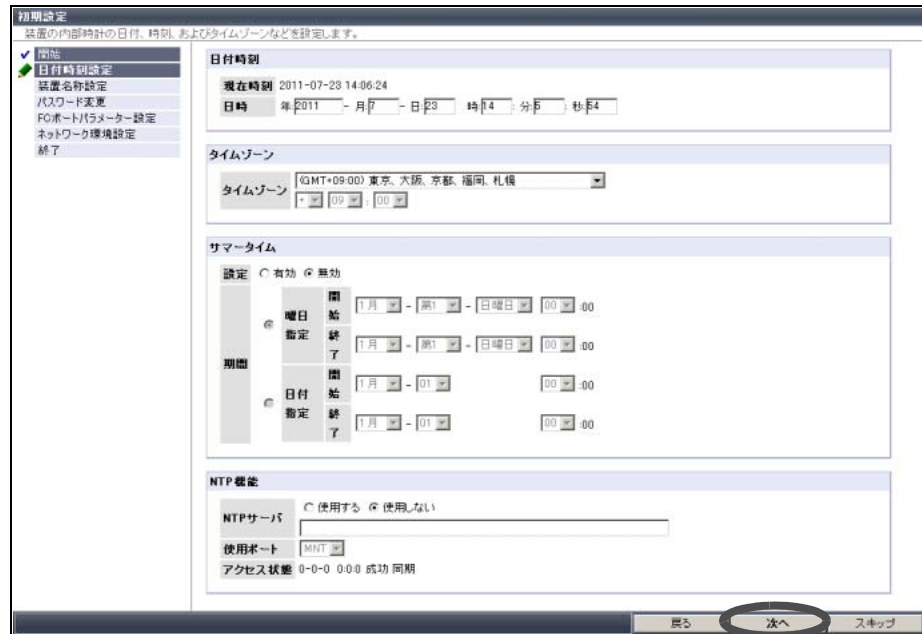 初期設定
装置の内部時計の日付、時刻、およびタイムゾーンなどを設定します。
開始
日付時刻設定
装置名称設定
パスワード変更
FCポートパラメーター設定
ネットワーク環境設定
終了
日付時刻
現在時刻 2011-07-23 14:06:24
日時 年:2011 - 月:7 - 日:23 時:14 : 分:5 : 秒:54
タイムゾーン
タイムゾーン (GMT+09:00) 東京、大阪、京都、福岡、札幌
+ 09 : 00
サマータイム
設定 有効 無効
期間
曜日指定
開始 1月 - 第1 - 日曜日 00 :00
終了 1月 - 第1 - 日曜日 00 :00
日付指定
開始 1月 - 01 00 :00
終了 1月 - 01 00 :00
NTP機能
NTPサーバ 使用する 使用しない
使用ポート MNT
アクセス状態 0-0-0 0:0:0 成功 同期
戻る 次へ スキップ